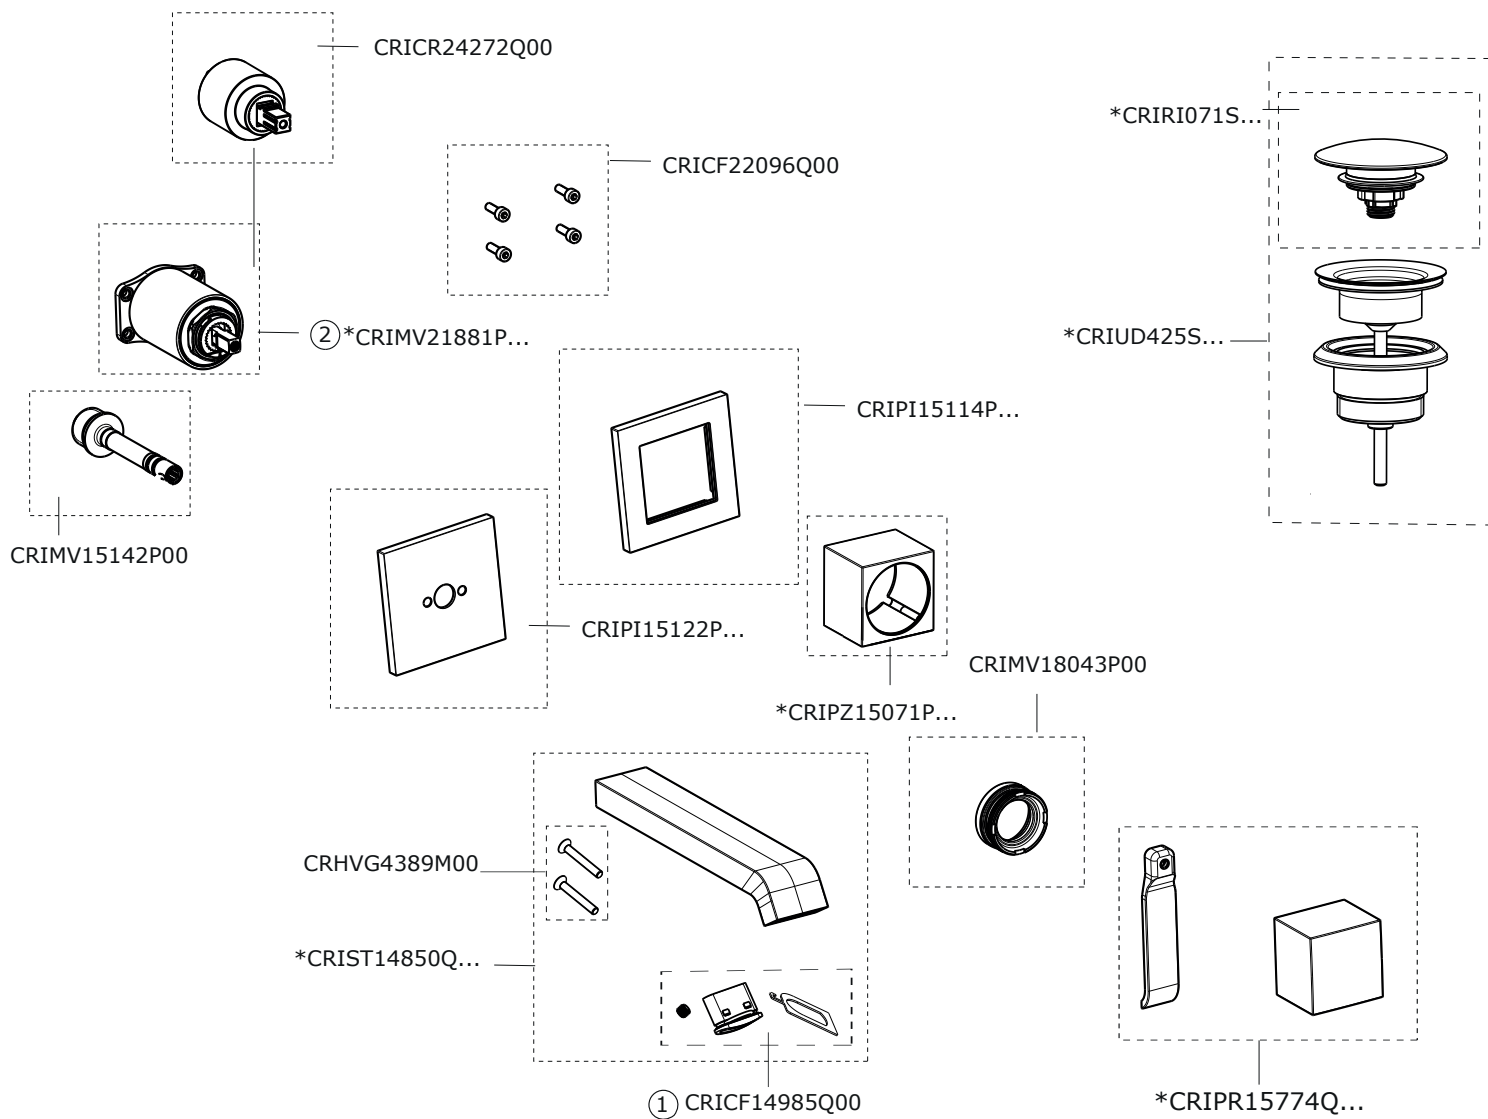 CRICR24272Q00
*CRIRI071S...
CRICF22096Q00
② *CRIMV21881P...
*CRIUD425S...
CRIPI15114P...
CRIMV15142P00
CRIPI15122P...
CRIMV18043P00
*CRIPZ15071P...
CRHVG4389M00
*CRIST14850Q...
① CRICF14985Q00
*CRIPR15774Q...